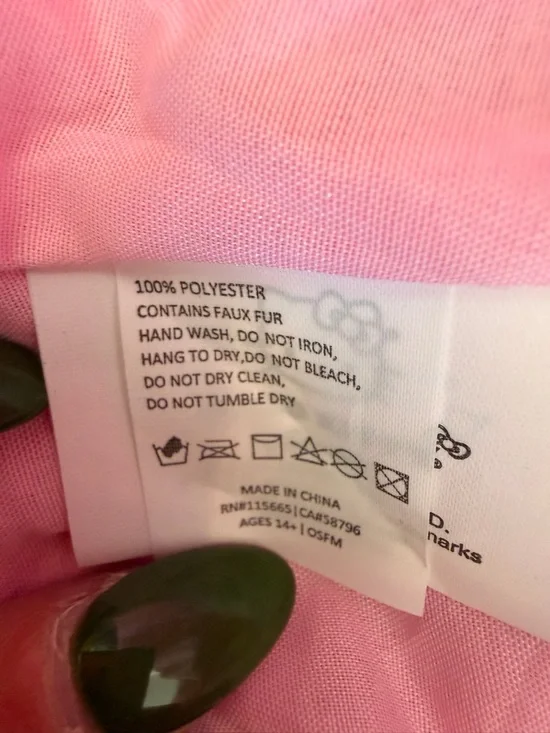 100% POLYESTER
CONTAINS FAUX FUR
HAND WASH, DO NOT IRON,
HANG TO DRY,DO NOT BLEACH,
DO NOT DRY CLEAN,
DO NOT TUMBLE DRY
MADE IN CHINA
RN#115665|CA#58796
AGES 14+ | OSFM
D.
narks